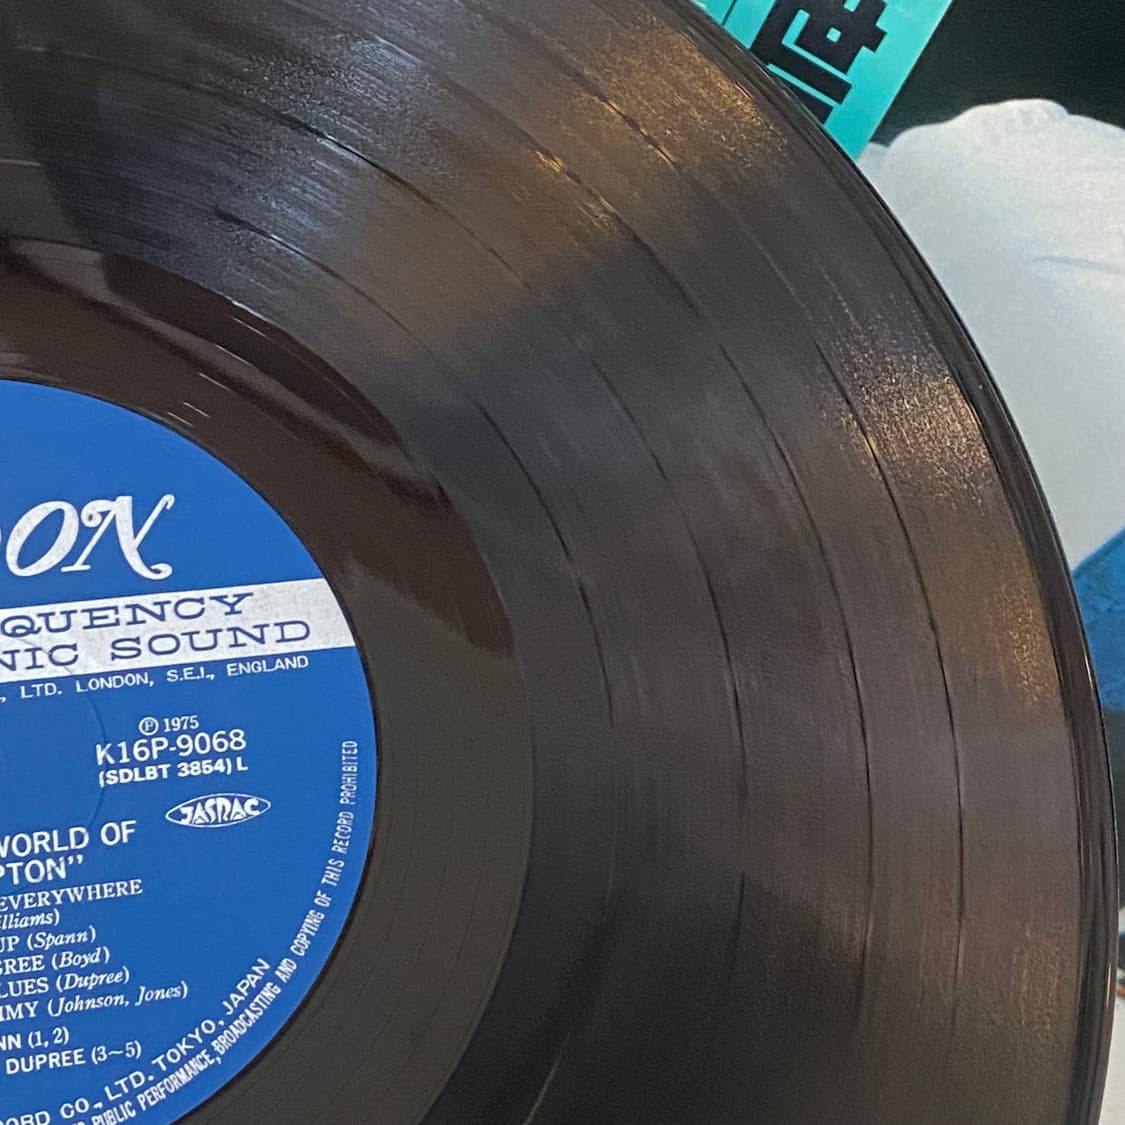 ON
QUENCY
NIC SOUND
, LTD. LONDON, S.E.I., ENGLAND
Ⓟ 1975
K16P-9068
(SDLBT 3854) L
JASRAC
WORLD OF
PTON"
EVERYWHERE
lliams)
UP (Spann)
GREE (Boyd)
LUES (Dupree)
MMY (Johnson, Jones)
NN (1, 2)
DUPREE (3~5)
ORD CO., LTD. TOKYO, JAPAN
PUBLIC PERFORMANCE, BROADCASTING AND COPYING OF THIS RECORD PROHIBITED